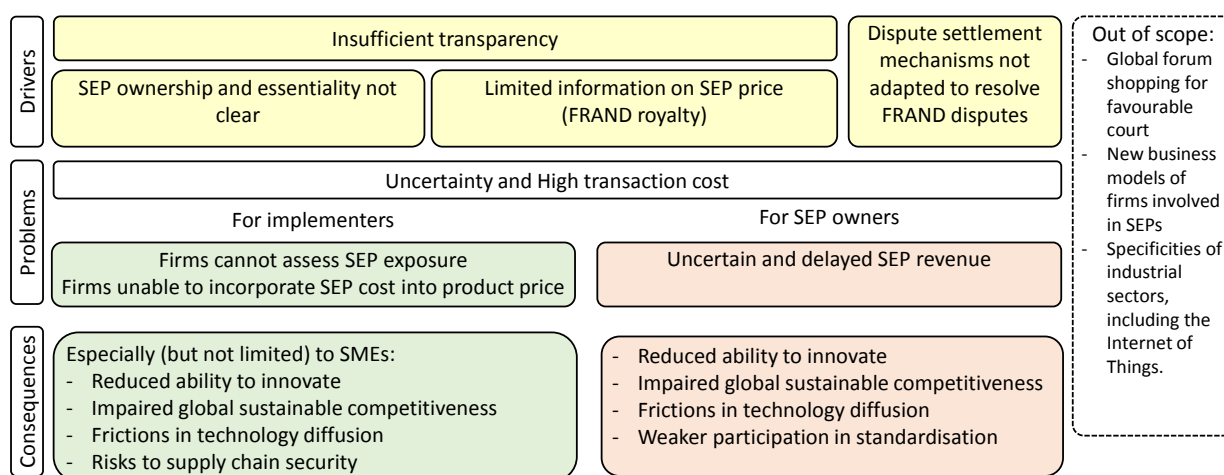 Drivers
Insufficient transparency
SEP ownership and essentiality not
clear
Limited information on SEP price
(FRAND royalty)
Dispute settlement
mechanisms not
adapted to resolve
FRAND disputes
Problems
Uncertainty and High transaction cost
For implementers
For SEP owners
Firms cannot assess SEP exposure
Firms unable to incorporate SEP cost into product price
Uncertain and delayed SEP revenue
Consequences
Especially (but not limited) to SMEs:
- Reduced ability to innovate
- Impaired global sustainable competitiveness
- Frictions in technology diffusion
- Risks to supply chain security
- Reduced ability to innovate
- Impaired global sustainable competitiveness
- Frictions in technology diffusion
- Weaker participation in standardisation
Out of scope:
- Global forum
shopping for
favourable
court
- New business
models of
firms involved
in SEPs
- Specificities of
industrial
sectors,
including the
Internet of
Things.